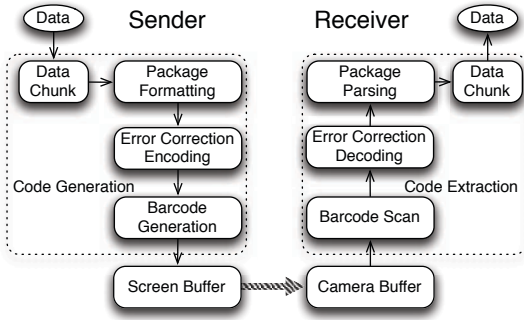 Data
Sender
Receiver
Data
Data
Chunk
Package
Formatting
Package
Parsing
Data
Chunk
Error Correction
Encoding
Error Correction
Decoding
Code Generation
Code Extraction
Barcode
Generation
Barcode Scan
Screen Buffer
Camera Buffer